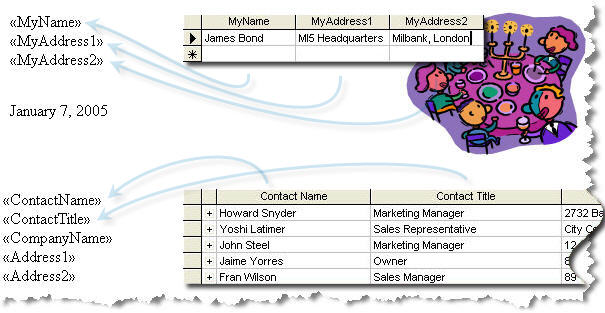 «MyName»
«MyAddress1»
«MyAddress2»
MyName MyAddress1 MyAddress2
James Bond MI5 Headquarters Milbank, London
January 7, 2005
«ContactName»
«ContactTitle»
«CompanyName»
«Address1»
«Address2»
Contact Name Contact Title
+ Howard Snyder Marketing Manager 2732 Ba
+ Yoshi Latimer Sales Representative City Co
+ John Steel Marketing Manager 12
+ Jaime Yorres Owner 8
+ Fran Wilson Sales Manager 89